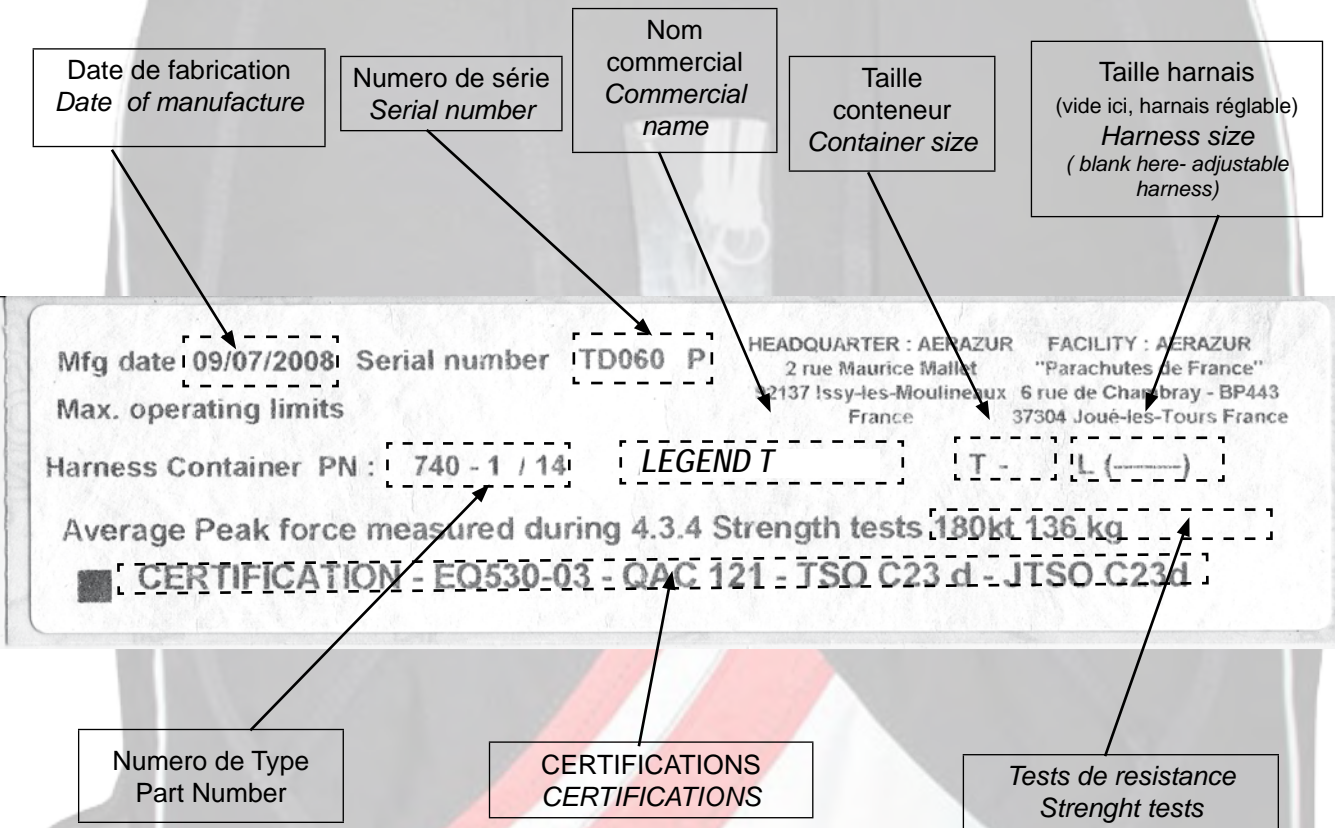 Date de fabrication
Date of manufacture
Numero de série
Serial number
Nom
commercial
Commercial
name
Taille
conteneur
Container size
Taille harnais
(vide ici, harnais réglable)
Harness size
( blank here- adjustable
harness)
Mfg date 09/07/2008 Serial number TD060 P
HEADQUARTER : AERAZUR
2 rue Maurice Mallet
92137 Issy-les-Moulineaux
France
FACILITY : AERAZUR
"Parachutes de France"
6 rue de Chambray - BP443
37304 Joué-les-Tours France
Max. operating limits
Harness Container PN : 740 - 1 / 14 LEGEND T T - L (-------)
Average Peak force measured during 4.3.4 Strength tests 180kt 136 kg
CERTIFICATION - EQ530-03 - QAC 121 - TSO C23 d - JTSO C23d
Numero de Type
Part Number
CERTIFICATIONS
CERTIFICATIONS
Tests de resistance
Strenght tests